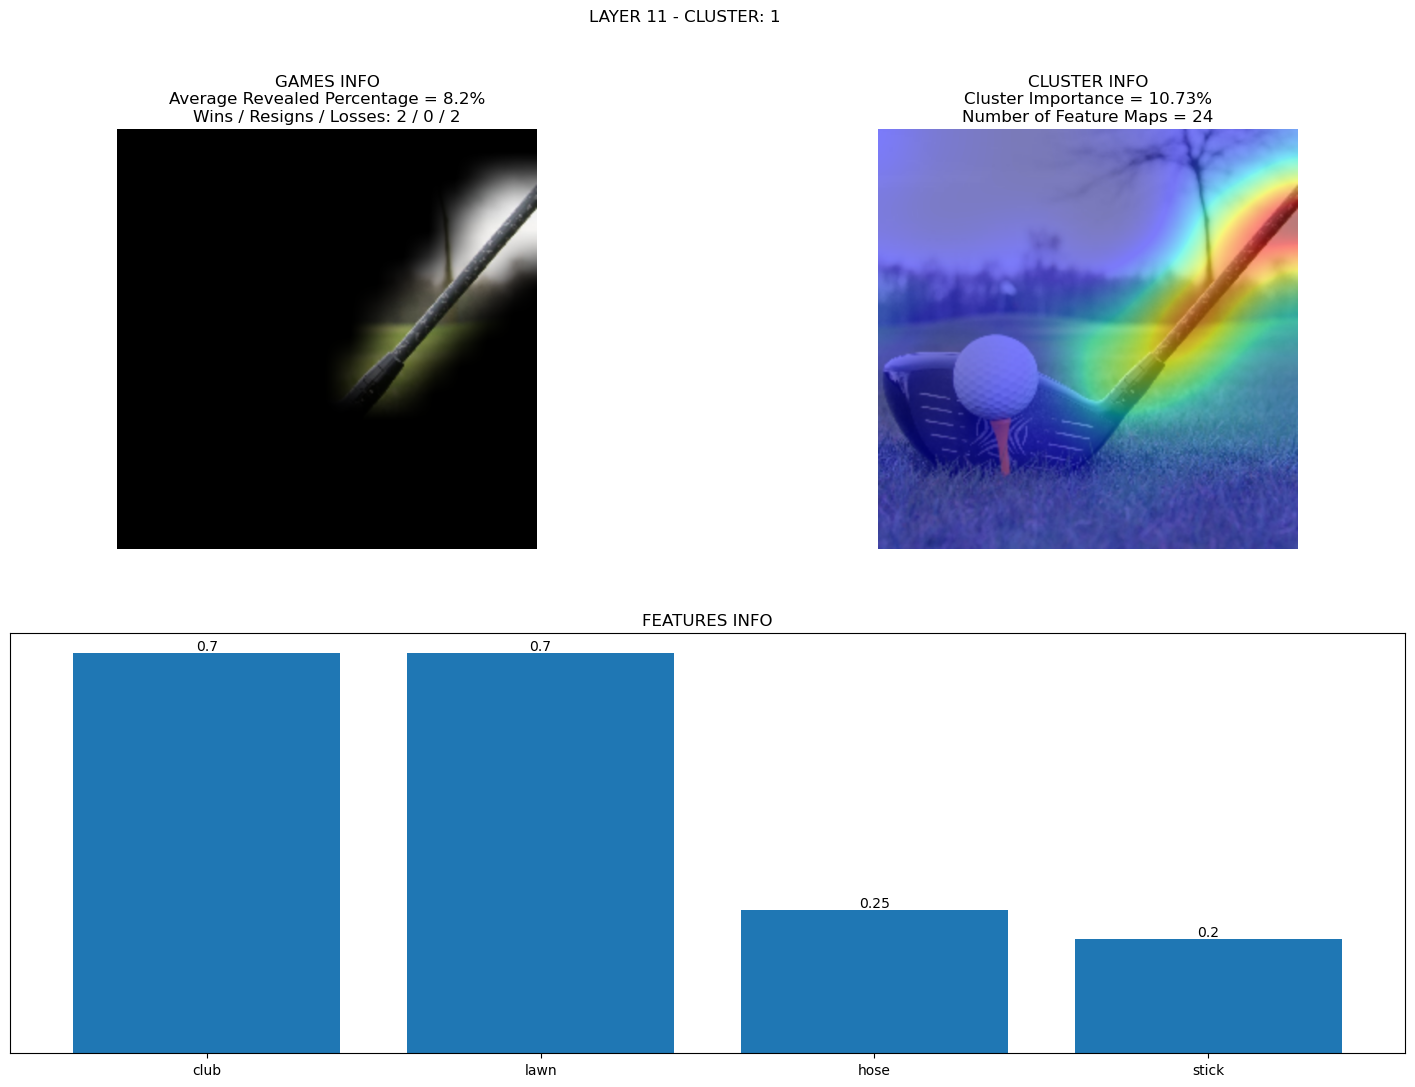 LAYER 11 - CLUSTER: 1
GAMES INFO
Average Revealed Percentage = 8.2%
Wins / Resigns / Losses: 2 / 0 / 2
CLUSTER INFO
Cluster Importance = 10.73%
Number of Feature Maps = 24
FEATURES INFO
0.7
0.7
0.25
0.2
club
lawn
hose
stick